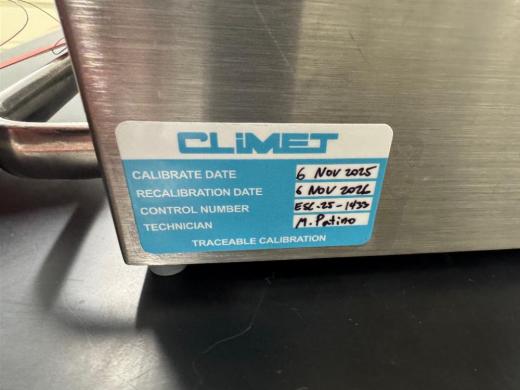 CLiMET
CALIBRATE DATE 6 NOV 2025
RECALIBRATION DATE 6 NOV 2026
CONTROL NUMBER ESC-25-1433
TECHNICIAN M. Patino
TRACEABLE CALIBRATION